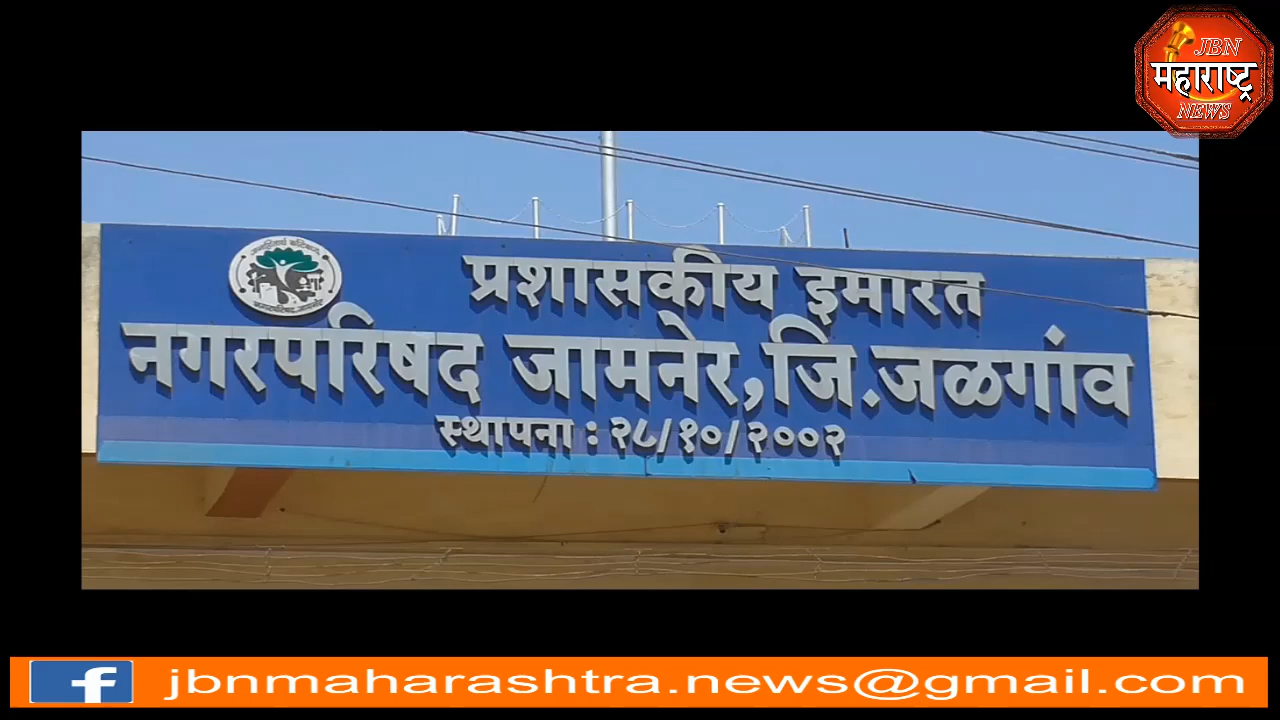 JBN
महाराष्ट्र
NEWS
प्रशासकीय इमारत
नगरपरिषद जामनेर,जि.जळगांव
स्थापना : २८/१०/२००२
f jbnmaharashtra.news@gmail.com